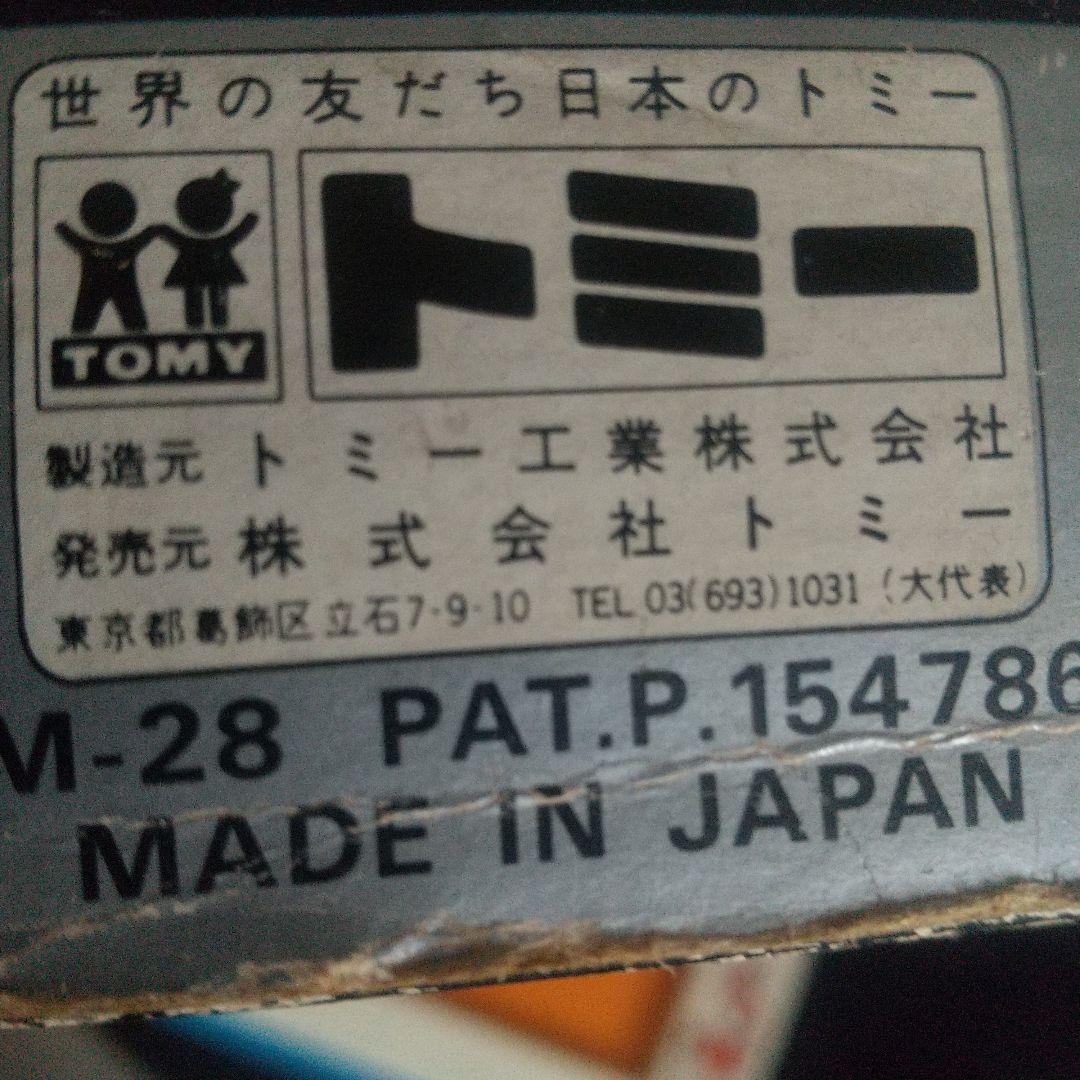 世界の友だち日本のトミー
TOMY
トミー
製造元 トミー工業株式会社
発売元 株式会社トミー
東京都葛飾区立石7-9-10 TEL 03(693)1031 (大代表)
M-28 PAT.P.154786
MADE IN JAPAN